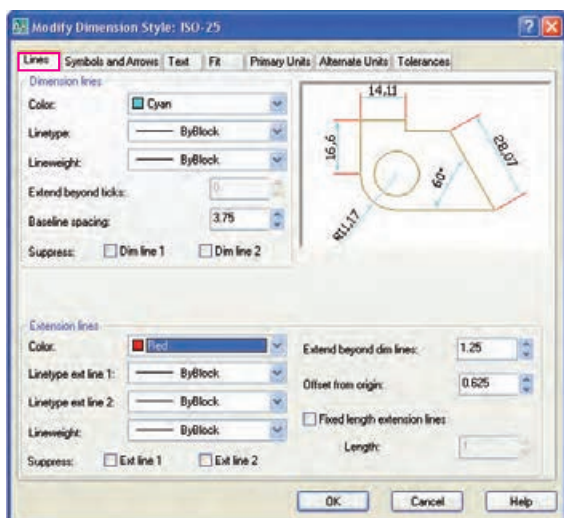 Modify Dimension Style: ISO-25
Lines Symbols and Arrows Text Fit Primary Units Alternate Units Tolerances
Dimension lines
Color: Cyan
Linetype: ByBlock
Lineweight: ByBlock
Extend beyond ticks: 0
Baseline spacing: 3.75
Suppress: Dim line 1 Dim line 2
14,11
16,6
28,07
60°
R11,17
Extension lines
Color: Red
Linetype ext line 1: ByBlock
Linetype ext line 2: ByBlock
Lineweight: ByBlock
Suppress: Ext line 1 Ext line 2
Extend beyond dim lines: 1.25
Offset from origin: 0.625
Fixed length extension lines
Length: 1
OK Cancel Help